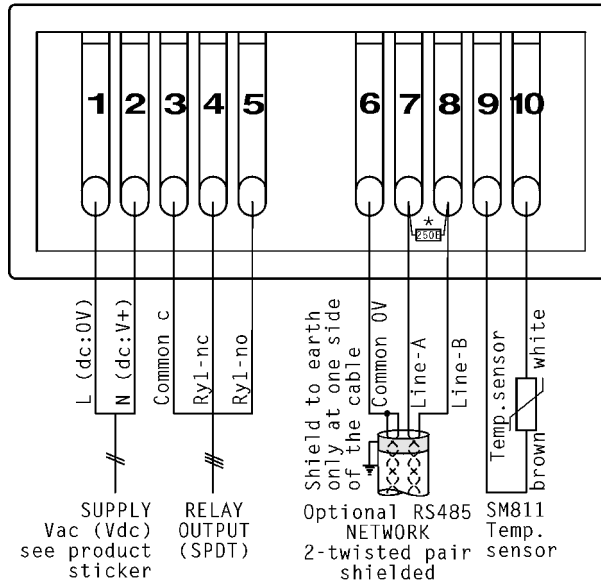 1 2 3 4 5 6 7 8 9 10
*
250E
L (dc:0V)
N (dc:V+)
Common c
Ryl-nc
Ryl-no
Shield to earth
only at one side
of the cable
Common 0V
Line-A
Line-B
Temp.sensor
white
brown
SUPPLY
Vac (Vdc)
see product
sticker
RELAY
OUTPUT
(SPDT)
Optional RS485
NETWORK
2-twisted pair
shielded
SM811
Temp.
sensor